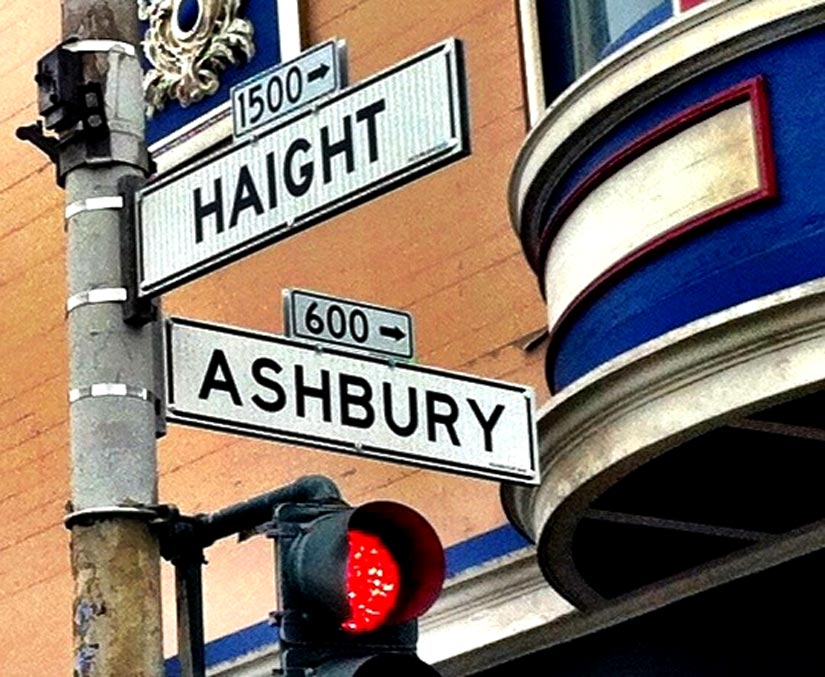 1500 →
HAIGHT
600 →
ASHBURY